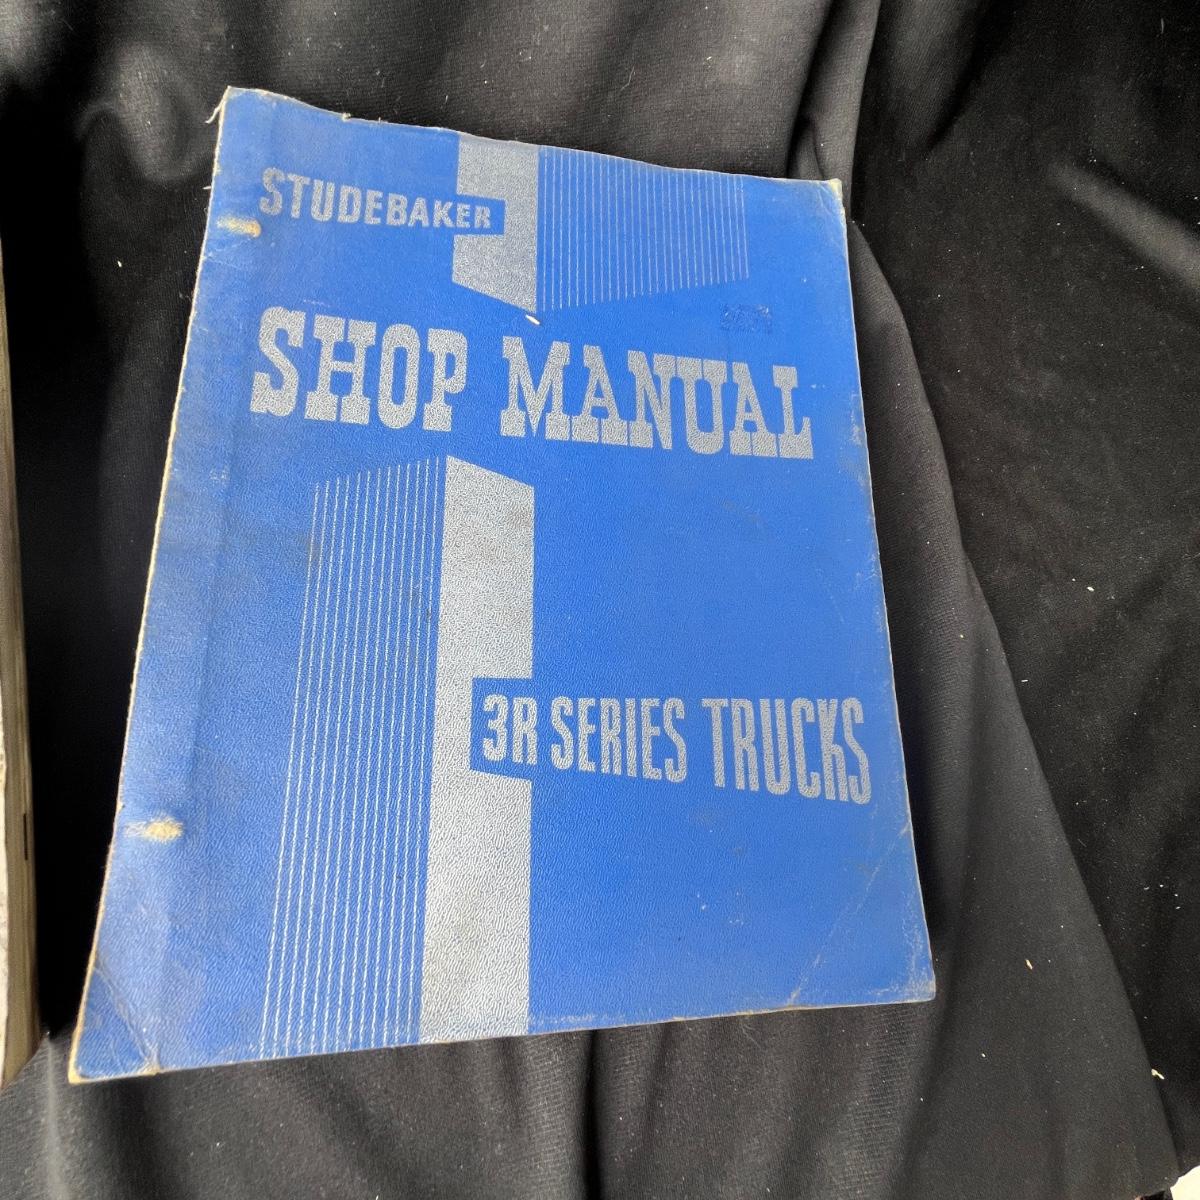 STUDEBAKER
SHOP MANUAL
3R SERIES TRUCKS